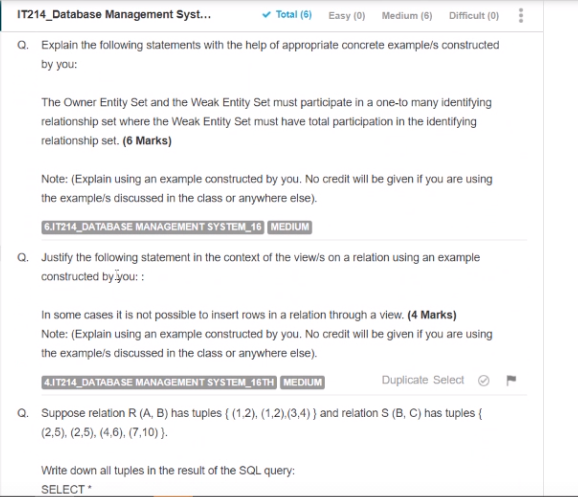 IT214_Database Management Syst...
Total (6) Easy (0) Medium (6) Difficult (0)
Q. Explain the following statements with the help of appropriate concrete example/s constructed
by you:
The Owner Entity Set and the Weak Entity Set must participate in a one-to many identifying
relationship set where the Weak Entity Set must have total participation in the identifying
relationship set. (6 Marks)
Note: (Explain using an example constructed by you. No credit will be given if you are using
the example/s discussed in the class or anywhere else).
6.IT214_DATABASE MANAGEMENT SYSTEM_16 MEDIUM
Q. Justify the following statement in the context of the view/s on a relation using an example
constructed by you: :
In some cases it is not possible to insert rows in a relation through a view. (4 Marks)
Note: (Explain using an example constructed by you. No credit will be given if you are using
the example/s discussed in the class or anywhere else).
4.IT214_DATABASE MANAGEMENT SYSTEM_16TH MEDIUM
Duplicate Select
Q. Suppose relation R (A, B) has tuples { (1,2), (1,2),(3,4) } and relation S (B, C) has tuples {
(2,5), (2,5), (4,6), (7,10) }.
Write down all tuples in the result of the SQL query:
SELECT *